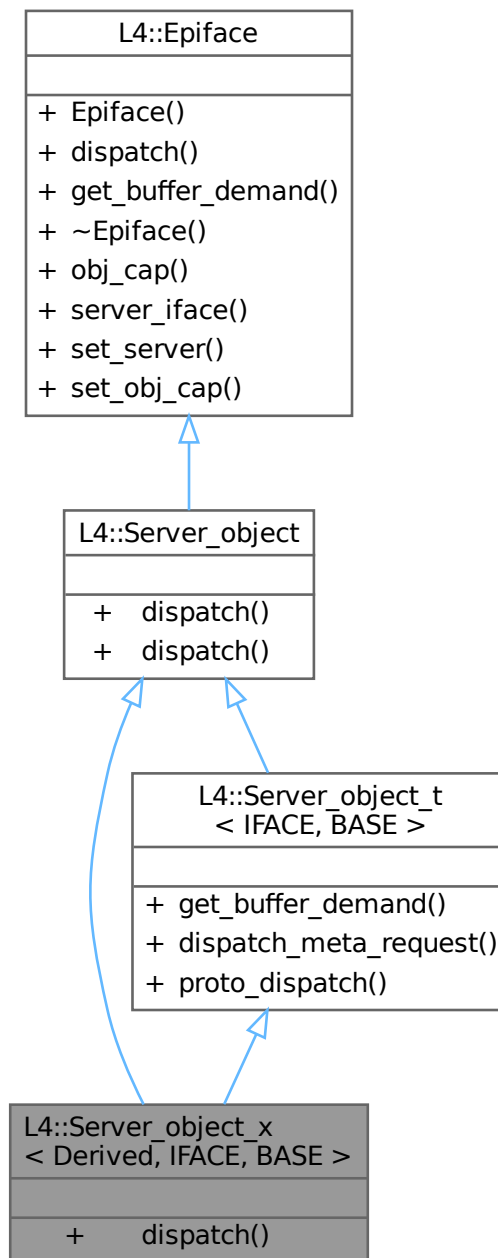 L4::Epiface
+ Epiface()
+ dispatch()
+ get_buffer_demand()
+ ~Epiface()
+ obj_cap()
+ server_iface()
+ set_server()
+ set_obj_cap()
L4::Server_object
+ dispatch()
+ dispatch()
L4::Server_object_t
< IFACE, BASE >
+ get_buffer_demand()
+ dispatch_meta_request()
+ proto_dispatch()
L4::Server_object_x
< Derived, IFACE, BASE >
+ dispatch()